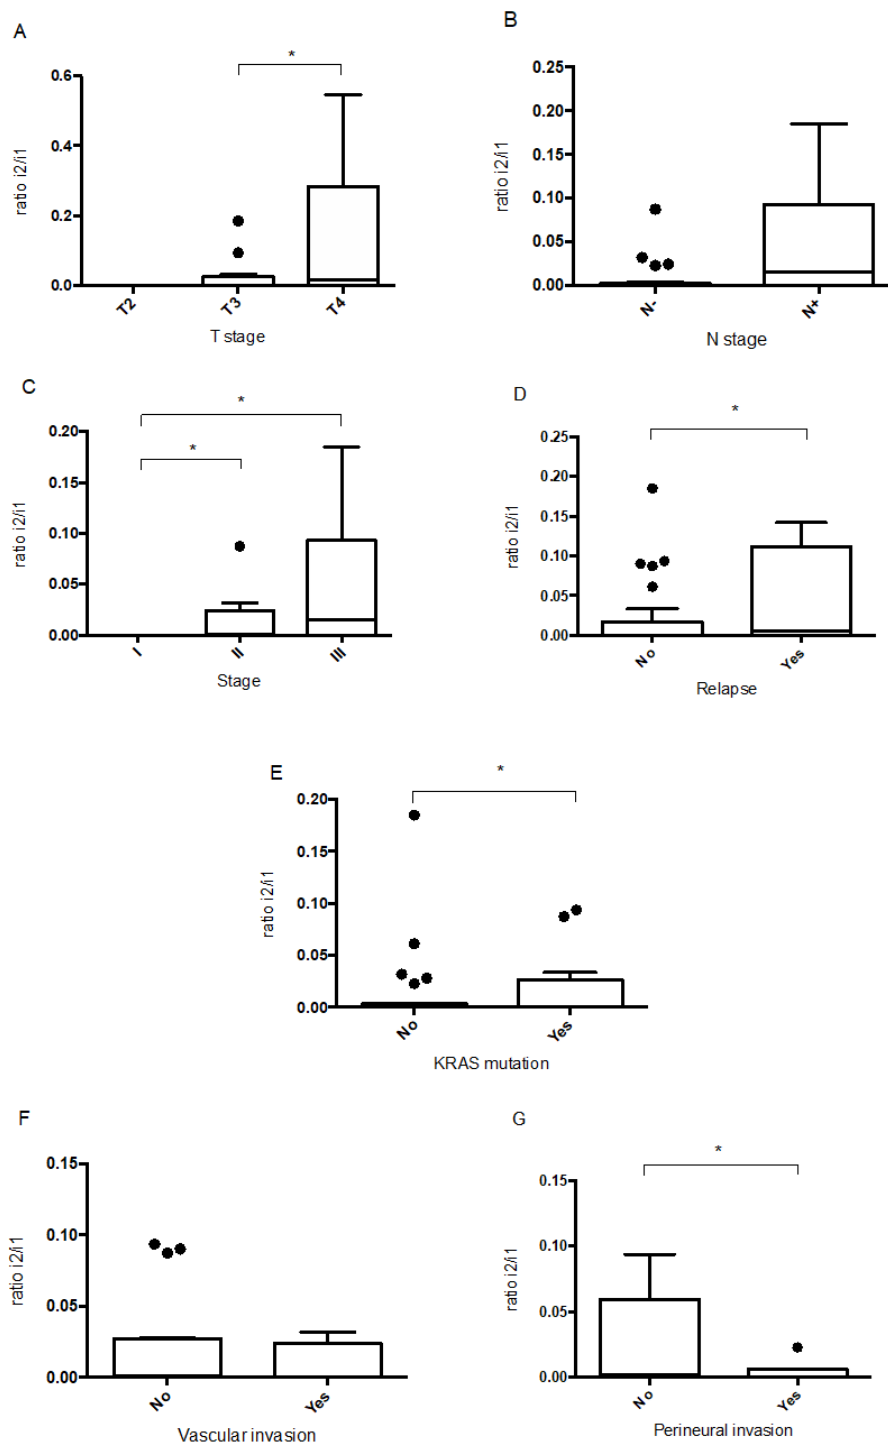 A
*
0.6
0.4
0.2
0.0
ratio i2/i1
T2
T3
T4
T stage
B
0.25
0.20
0.15
0.10
0.05
0.00
ratio i2/i1
N-
N+
N stage
C
*
*
0.20
0.15
0.10
0.05
0.00
ratio i2/i1
I
II
III
Stage
D
*
0.25
0.20
0.15
0.10
0.05
0.00
ratio i2/i1
No
Yes
Relapse
E
*
0.20
0.15
0.10
0.05
0.00
ratio i2/i1
No
Yes
KRAS mutation
F
0.15
0.10
0.05
0.00
ratio i2/i1
No
Yes
Vascular invasion
G
*
0.15
0.10
0.05
0.00
ratio i2/i1
No
Yes
Perineural invasion